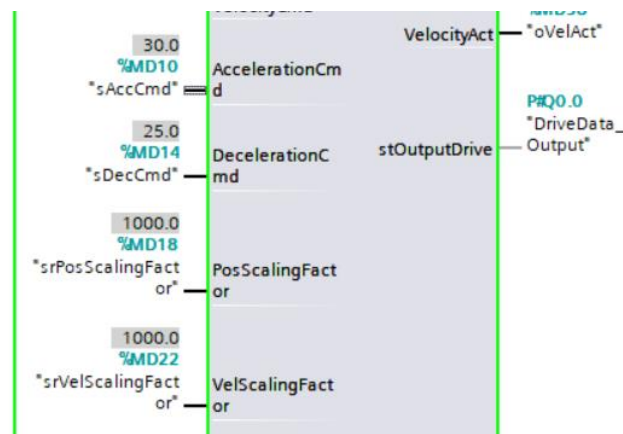 VelocityAct
"oVelAct"
30.0
%MD10
"sAccCmd"
AccelerationCm
d
P#Q0.0
"DriveData_
Output"
25.0
%MD14
"sDecCmd"
DecelerationC
md
stOutputDrive
1000.0
%MD18
"srPosScalingFact
or"
PosScalingFact
or
1000.0
%MD22
"srVelScalingFact
or"
VelScalingFact
or